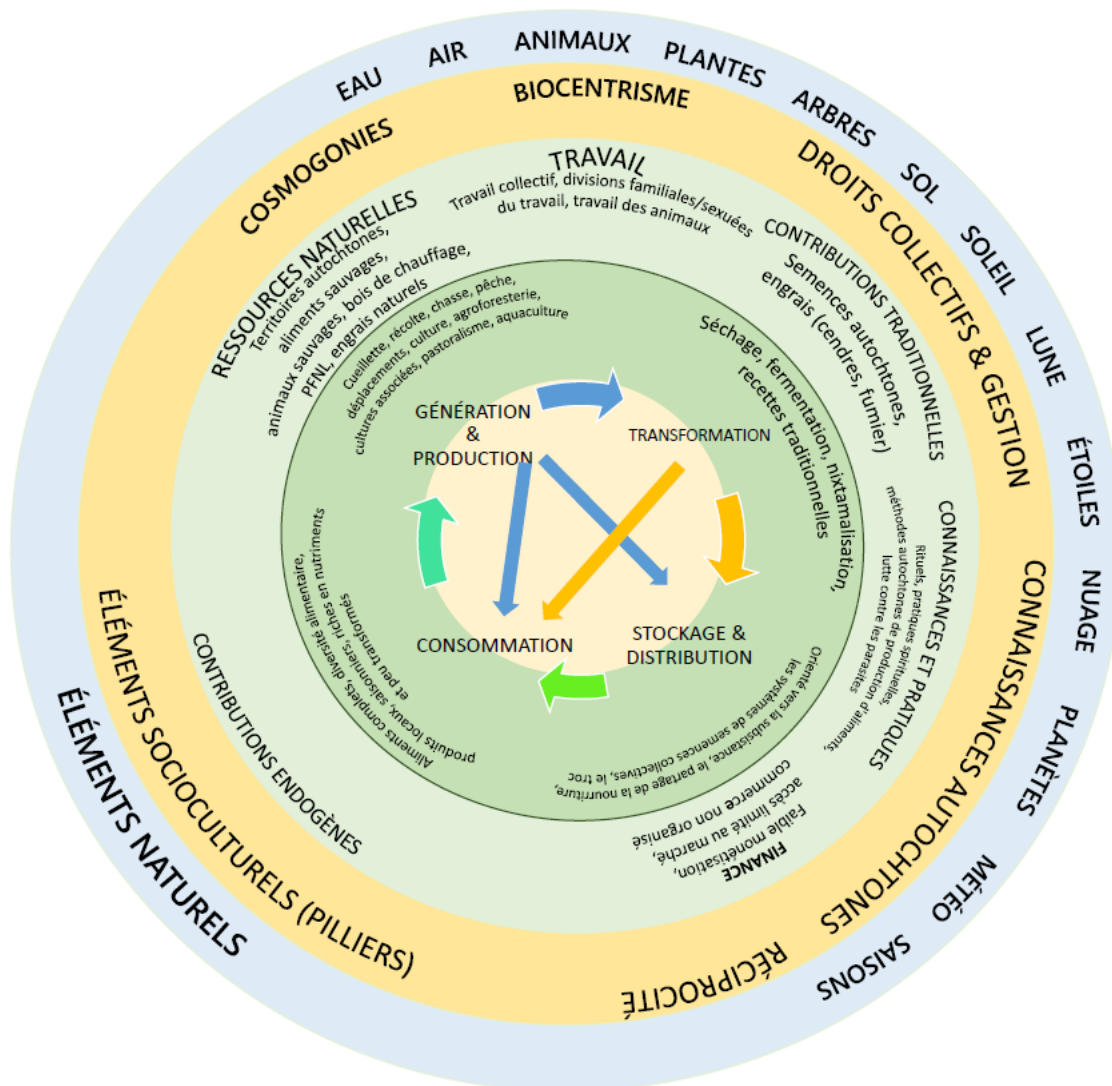 EAU
AIR
ANIMAUX
PLANTES
ARBRES
SOL
SOLEIL
LUNE
ÉTOILES
NUAGE
PLANÈTES
MÉTÉO
SAISONS
ÉLÉMENTS NATURELS
COSMOGONIES
BIOCENTRISME
DROITS COLLECTIFS & GESTION
CONNAISSANCES AUTOCHTONES
RÉCIPROCITÉ
ÉLÉMENTS SOCIOCULTURELS (PILLIERS)
RESSOURCES NATURELLES
Territoires autochtones,
aliments sauvages,
animaux sauvages, bois de chauffage,
PFNL, engrais naturels
TRAVAIL
Travail collectif, divisions familiales/sexuées
du travail, travail des animaux
CONTRIBUTIONS TRADITIONNELLES
Semences autochtones,
engrais (cendres, fumier)
CONNAISSANCES ET PRATIQUES
Rituels, pratiques spirituelles,
méthodes autochtones de production d'aliments,
lutte contre les parasites
FINANCE
Faible monétisation,
accès limité au marché,
commerce non organisé
CONTRIBUTIONS ENDOGÈNES
Cueillette, récolte, chasse, pêche,
déplacements, culture, agroforesterie,
cultures associées, pastoralisme, aquaculture
Séchage, fermentation, nixtamalisation,
recettes traditionnelles
Orienté vers la subsistance, le partage de la nourriture,
les systèmes de semences collectives, le troc
Aliments complets, diversité alimentaire,
produits locaux, saisonniers, riches en nutriments
et peu transformés
GÉNÉRATION
&
PRODUCTION
TRANSFORMATION
STOCKAGE &
DISTRIBUTION
CONSOMMATION